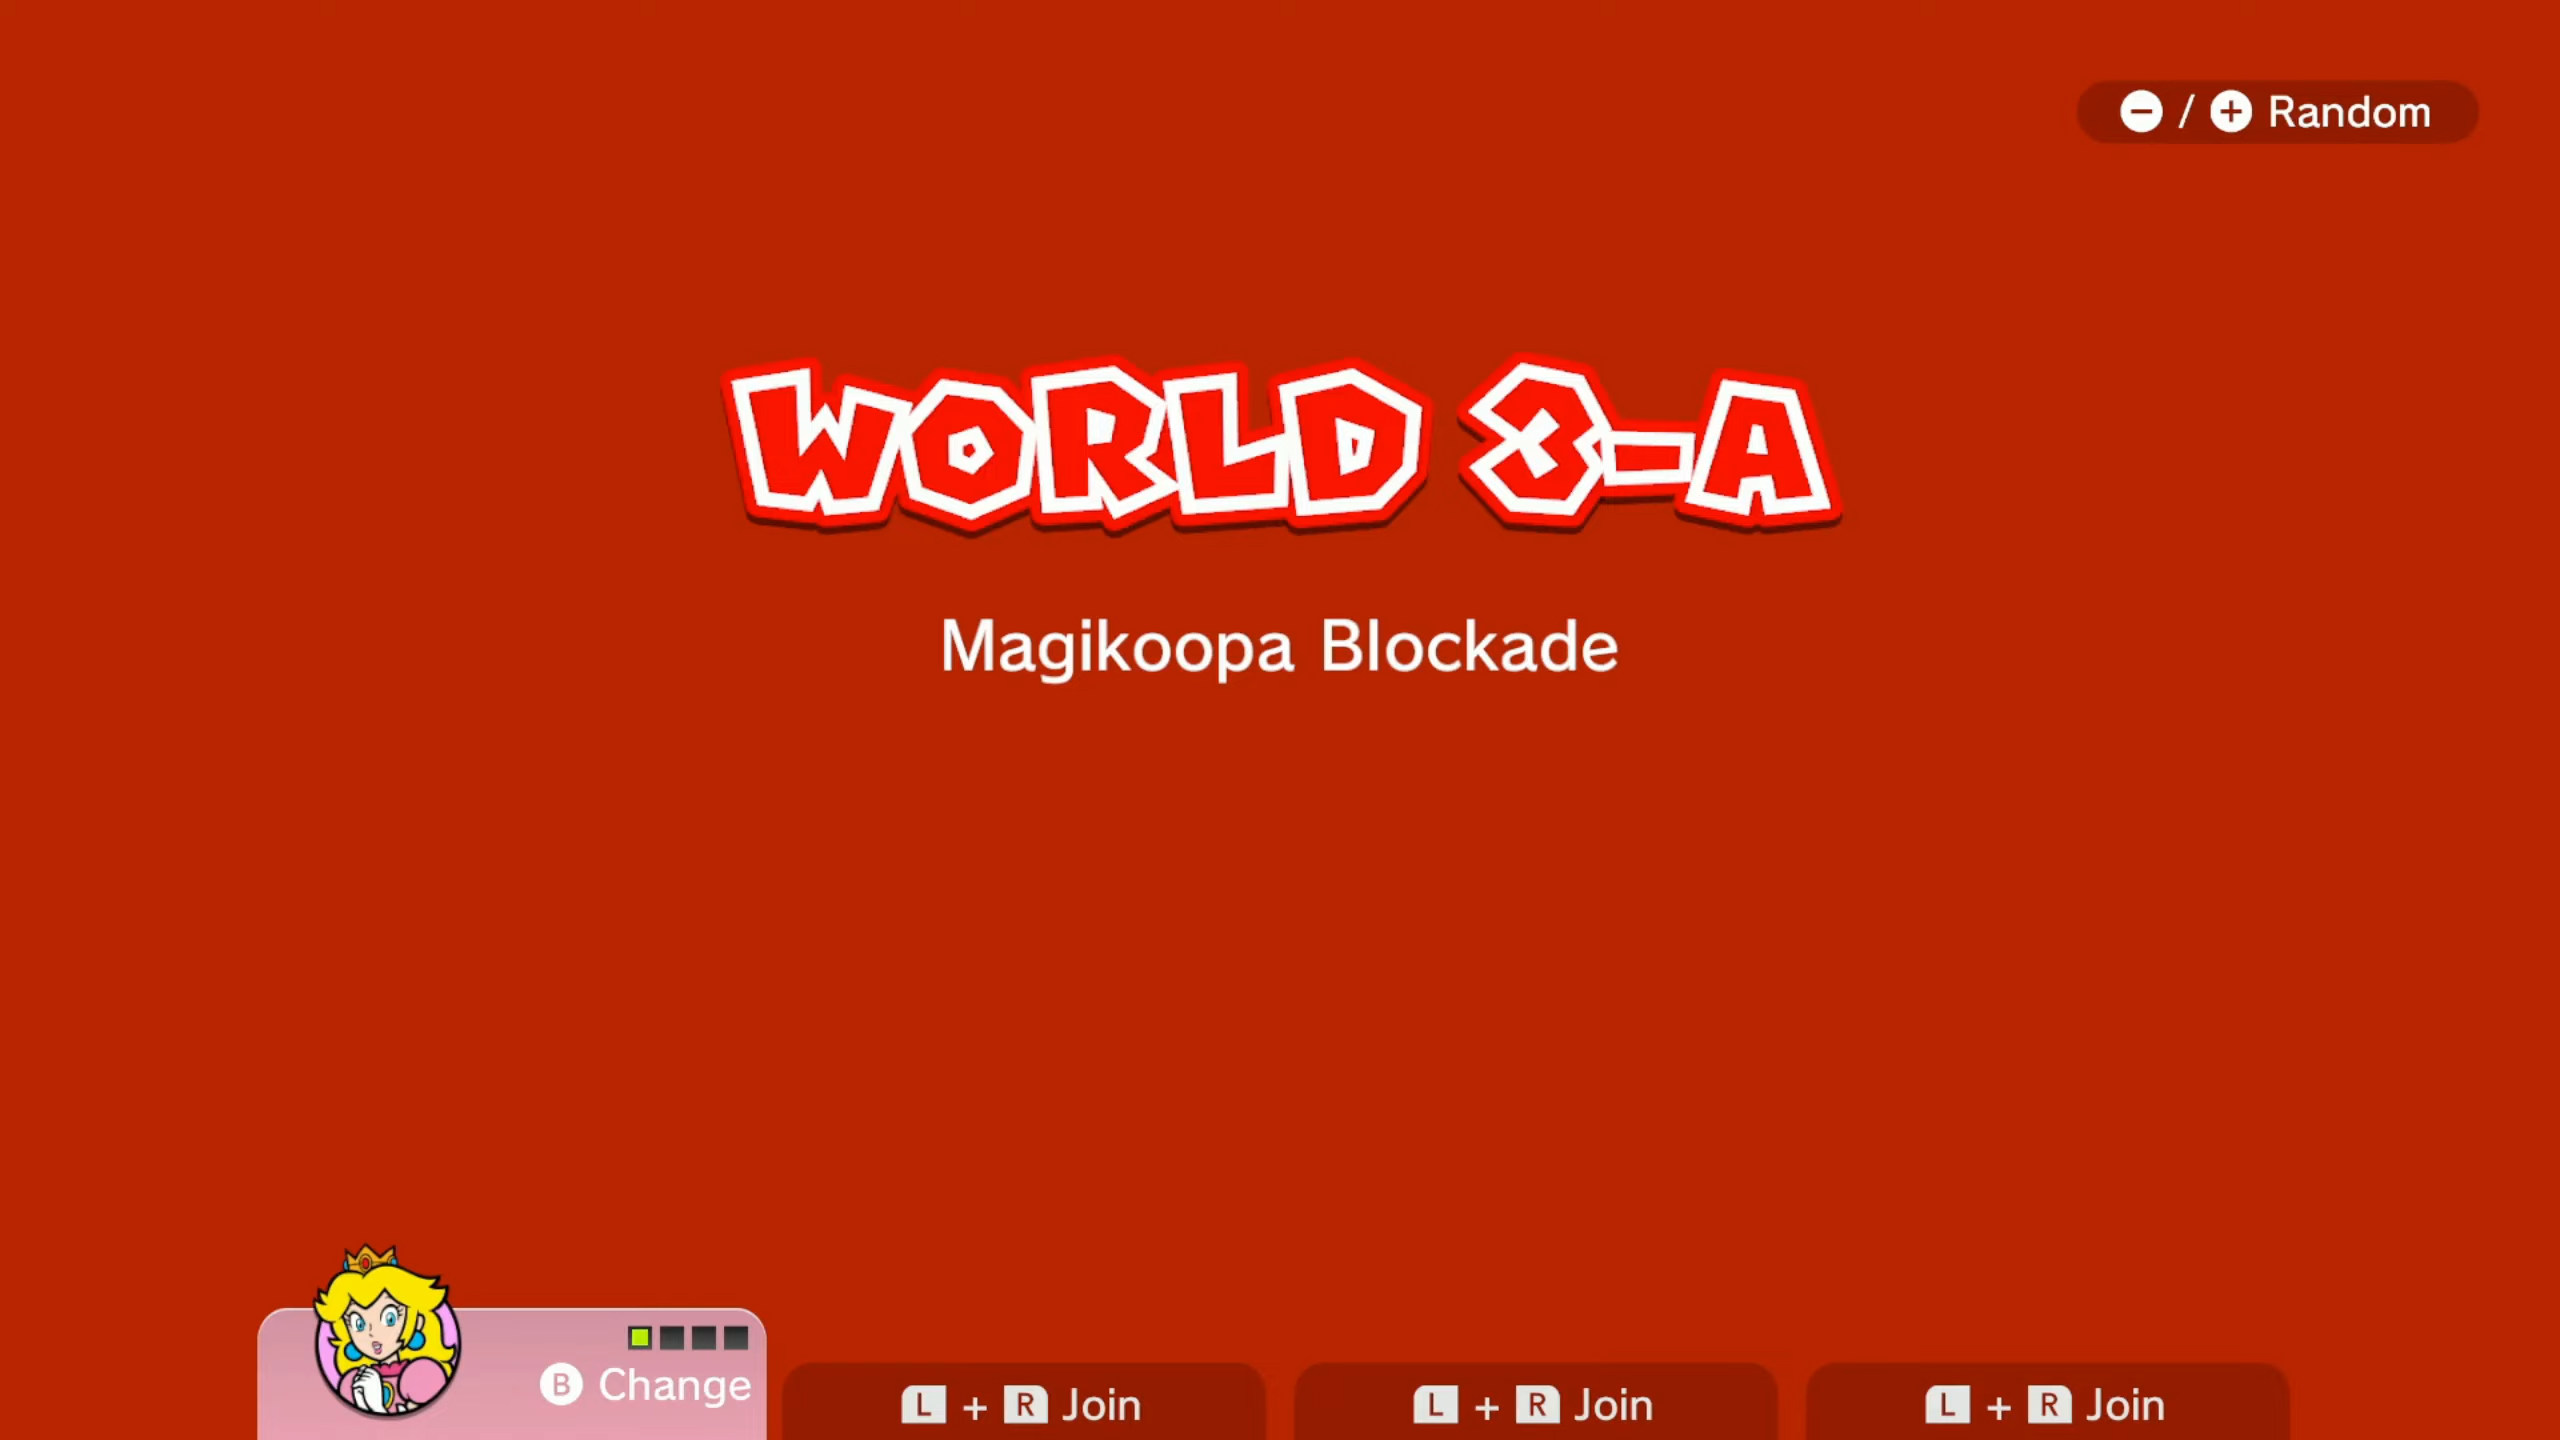 − / + Random
WORLD 3-A
Magikoopa Blockade
B Change
L + R Join
L + R Join
L + R Join